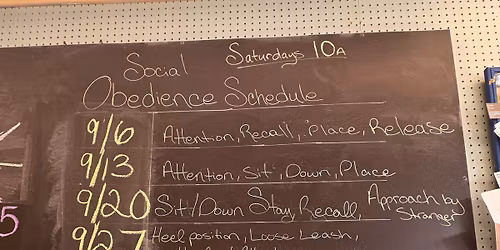 Social Saturdays 10A
Obedience Schedule
9/6 Attention, Recall, Place, Release
9/13 Attention, Sit, Down, Place
9/20 Sit/Down Stay, Recall, Approach by Stranger
9/27 Heel position, Loose Leash,
5